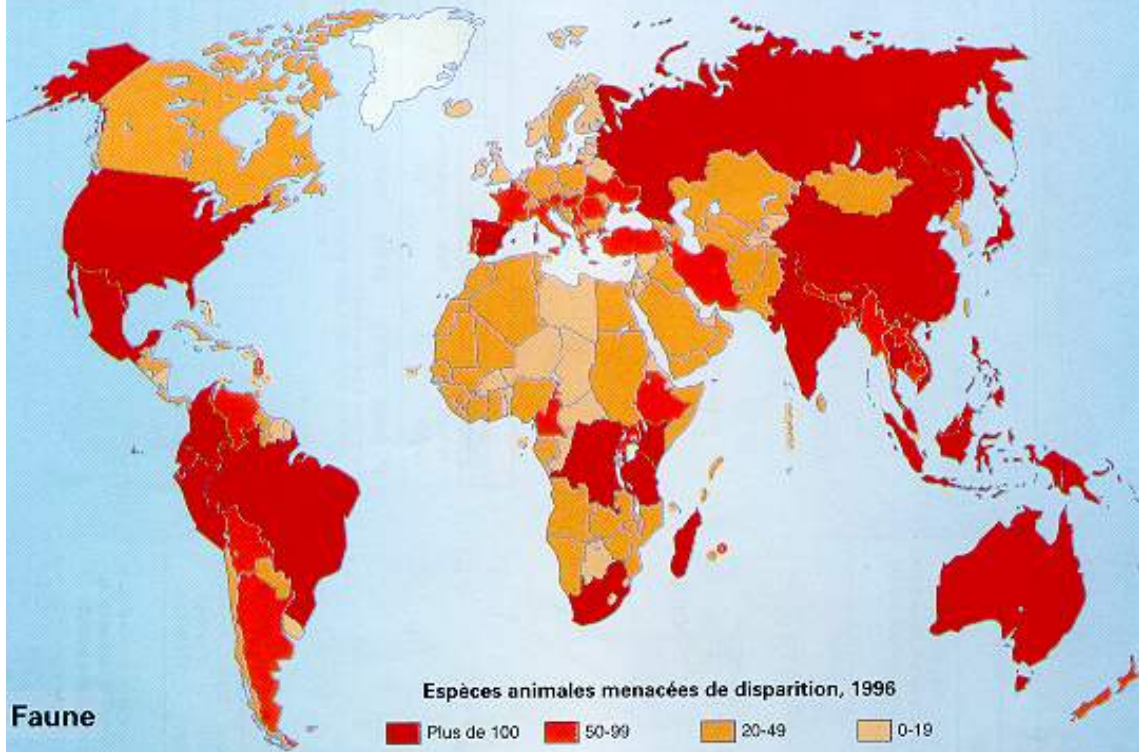 Espèces animales menacées de disparition, 1996
Faune
Plus de 100
50-99
20-49
0-19